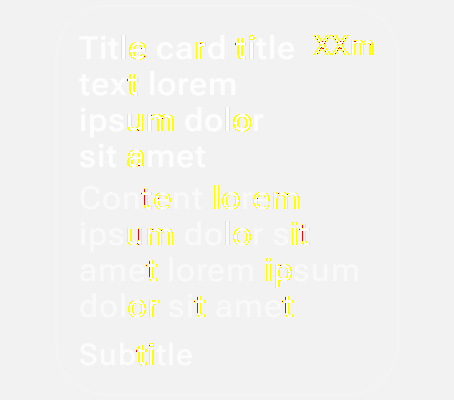 Title card title XXm
text lorem
ipsum dolor
sit amet
Content lorem
ipsum dolor sit
amet lorem ipsum
dolor sit amet
Subtitle